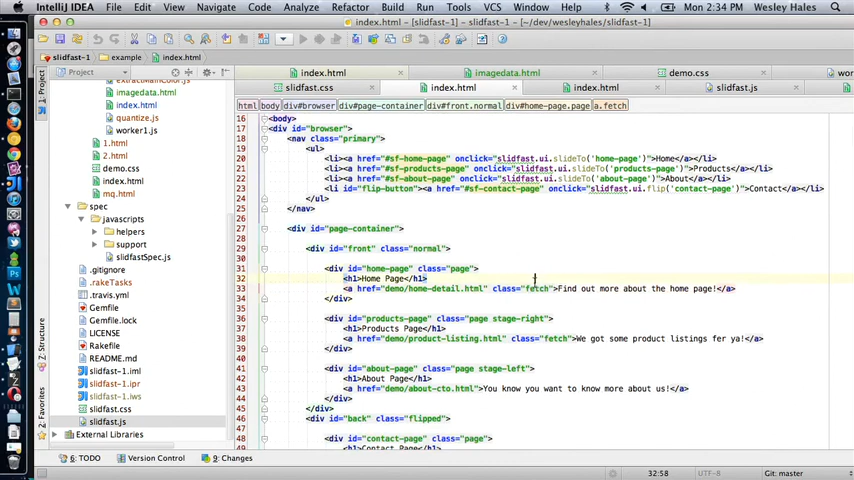 IntelliJ IDEA File Edit View Navigate Code Analyze Refactor Build Run Tools VCS Window Mon 2:34 PM Wesley Hales
index.html - slidfast-1 - [~/dev/wesleyhales/slidfast-1]
slidfast-1 example index.html
Project
index.html imagedata.html demo.css
slidfast.css index.html index.html slidfast.js
html body div#browser div#page-container div#front.normal div#home-page.page a.fetch
1: Project
Z: Structure
2: Favorites
extractMainColor.js
imagedata.html
index.html
quantize.js
worker1.js
1.html
2.html
demo.css
index.html
mq.html
spec
javascripts
helpers
support
slidfastSpec.js
.gitignore
.rakeTasks
.travis.yml
Gemfile
Gemfile.lock
LICENSE
Rakefile
README.md
slidfast-1.iml
slidfast-1.ipr
slidfast-1.iws
slidfast.css
slidfast.js
External Libraries
16 <body>
17 <div id="browser">
18 <nav class="primary">
19 <ul>
20 <li><a href="#sf-home-page" onclick="slidfast.ui.slideTo('home-page')">Home</a></li>
21 <li><a href="#sf-products-page" onclick="slidfast.ui.slideTo('products-page')">Products</a></li>
22 <li><a href="#sf-about-page" onclick="slidfast.ui.slideTo('about-page')">About</a></li>
23 <li id="flip-button"><a href="#sf-contact-page" onclick="slidfast.ui.flip('contact-page')">Contact</a></li>
24 </ul>
25 </nav>
26
27 <div id="page-container">
28
29 <div id="front" class="normal">
30
31 <div id="home-page" class="page">
32 <h1>Home Page</h1>
33 <a href="demo/home-detail.html" class="fetch">Find out more about the home page!</a>
34 </div>
35
36 <div id="products-page" class="page stage-right">
37 <h1>Products Page</h1>
38 <a href="demo/product-listing.html" class="fetch">We got some product listings fer ya!</a>
39 </div>
40
41 <div id="about-page" class="page stage-left">
42 <h1>About Page</h1>
43 <a href="demo/about-cto.html">You know you want to know more about us!</a>
44 </div>
45 </div>
46 <div id="back" class="flipped">
47
48 <div id="contact-page" class="page">
49 <h1>Contact Page</h1>
6: TODO Version Control 9: Changes
32:58 UTF-8 Git: master